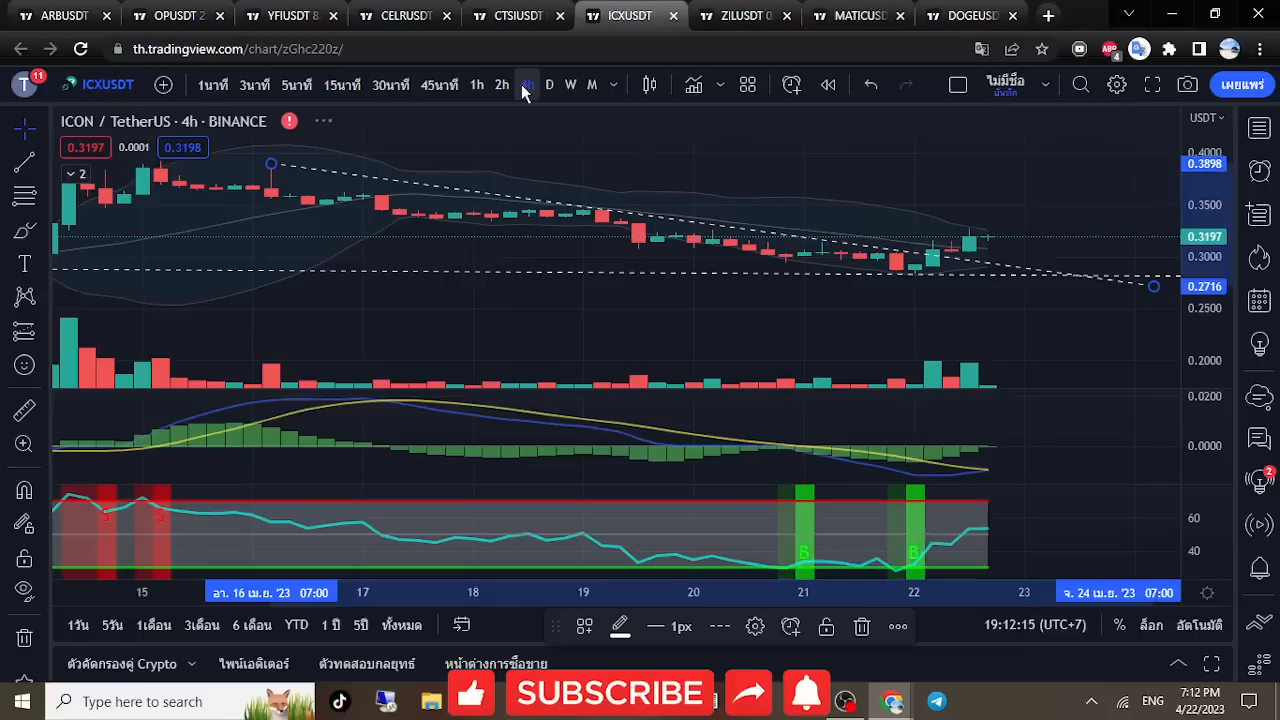 ARBUSDT OPUSDT 2. YFIUSDT 8. CELRUSDT CTSIUSDT ICXUSDT ZILUSDT 0. MATICUSD DOGEUSD
th.tradingview.com/chart/zGhc220z/
T 11 ICXUSDT 1นาที 3นาที 5นาที 15นาที 30นาที 45นาที 1h 2h 4h D W M ไม่มีชื่อ บันทึก เผยแพร่
ICON / TetherUS · 4h · BINANCE
USDT
0.3197 0.0001 0.3198
2
0.4000
0.3898
0.3500
0.3197
0.3000
0.2716
0.2500
0.2000
0.0200
0.0000
S S B B
60
40
15 อา. 16 เม.ย. '23 07:00 17 18 19 20 21 22 23 จ. 24 เม.ย. '23 07:00
1วัน 5วัน 1เดือน 3เดือน 6 เดือน YTD 1 ปี 5ปี ทั้งหมด 1px 19:12:15 (UTC+7) % ล็อก อัตโนมัติ
ตัวคัดกรองคู่ Crypto ไพน์เอดิเตอร์ ตัวทดสอบกลยุทธ์ หน้าต่างการซื้อขาย
Type here to search SUBSCRIBE ENG 7:12 PM
4/22/2023